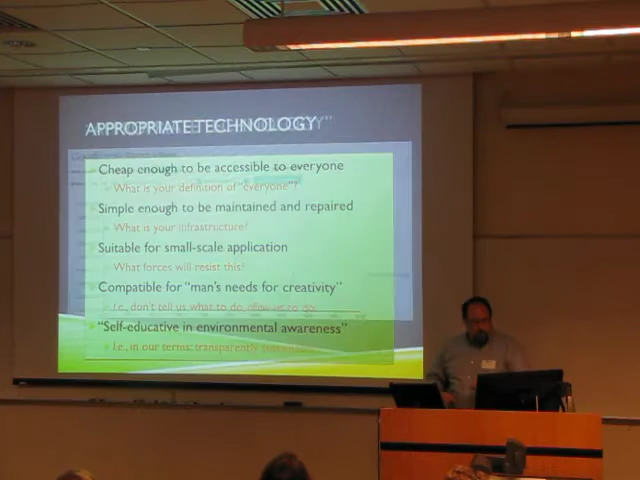 APPROPRIATE TECHNOLOGY"
Cheap enough to be accessible to everyone
What is your definition of "everyone"?
Simple enough to be maintained and repaired
What is your infrastructure?
Suitable for small-scale application
What forces will resist this?
Compatible for "man's needs for creativity"
I.e., don't tell us what to do, allow us to do.
"Self-educative in environmental awareness"
I.e., in our terms: transparently